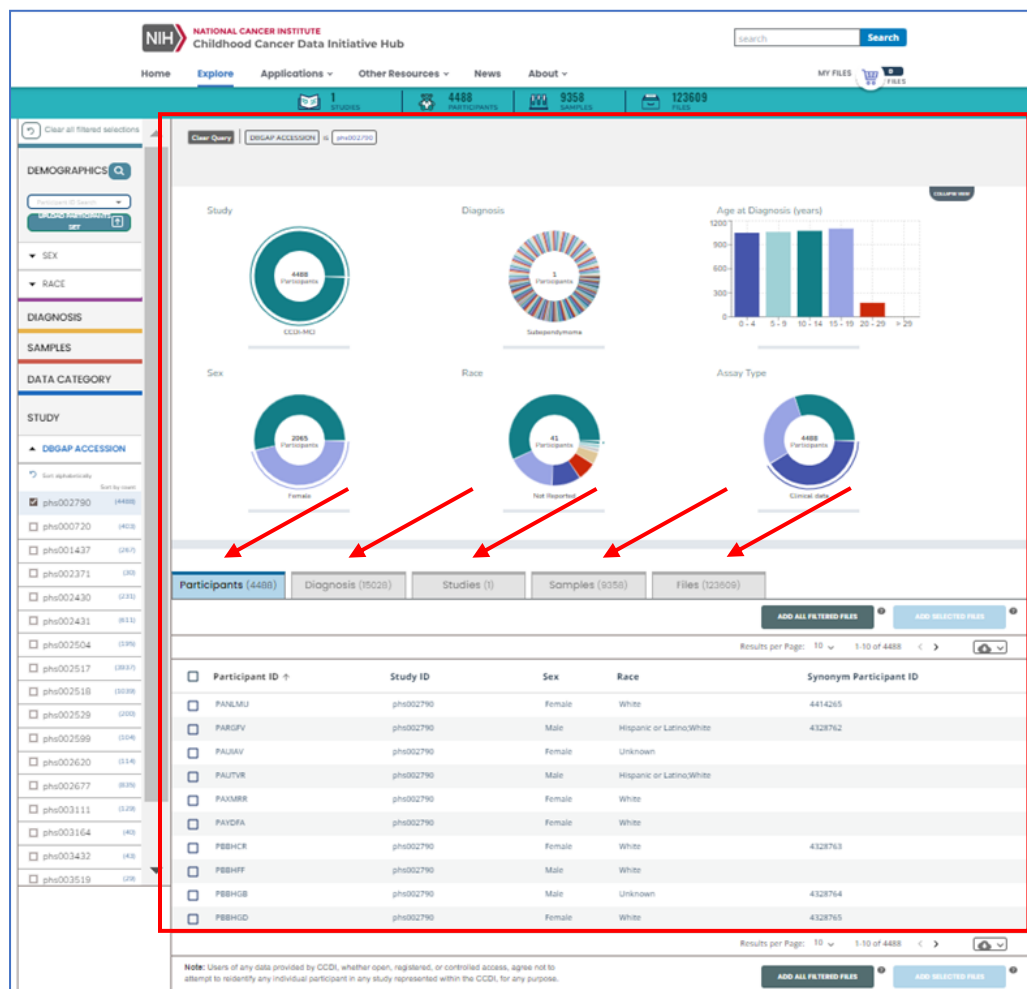 NIH NATIONAL CANCER INSTITUTE
Childhood Cancer Data Initiative Hub
search Search
Home Explore Applications Other Resources News About MY FILES 0 FILES
1 STUDIES 4488 PARTICIPANTS 9358 SAMPLES 123609 FILES
Clear all filtered selections
Clear Query DBGAP ACCESSION is phs002790
DEMOGRAPHICS
Participant ID Search
UPLOAD PARTICIPANTS SET
SEX
RACE
DIAGNOSIS
SAMPLES
DATA CATEGORY
STUDY
DBGAP ACCESSION
Sort alphabetically
Sort by count
phs002790 (4488)
phs000720 (403)
phs001437 (267)
phs002371 (30)
phs002430 (231)
phs002431 (611)
phs002504
phs002517
phs002518
phs002529 (200)
phs002599 (104)
phs002620 (114)
phs002677
phs003111
phs003164 (40)
phs003432 (43)
phs003519
COLLAPSE VIEW
Study
4488
Participants
CCDI-MCI
Diagnosis
1
Participants
Subependymoma
Age at Diagnosis (years)
1200
900
600
300
0
0 - 4 5 - 9 10 - 14 15 - 19 20 - 29 > 29
Sex
2065
Participants
Female
Race
41
Participants
Not Reported
Assay Type
4488
Participants
Clinical data
Participants (4488) Diagnosis (15028) Studies (1) Samples (9358) Files (123609)
ADD ALL FILTERED FILES ADD SELECTED FILES
Results per Page: 10 1-10 of 4488
Participant ID Study ID Sex Race Synonym Participant ID
PANLMU phs002790 Female White 4414265
PARGFV phs002790 Male Hispanic or Latino;White 4328762
PAUIAV phs002790 Female Unknown
PAUTVR phs002790 Male Hispanic or Latino;White
PAXMRR phs002790 Female White
PAYDFA phs002790 Female White
PBBHCR phs002790 Female White 4328763
PBBHFF phs002790 Male White
PBBHGB phs002790 Male Unknown 4328764
PBBHGD phs002790 Female White 4328765
Results per Page: 10 1-10 of 4488
Note: Users of any data provided by CCDI, whether open, registered, or controlled access, agree not to
attempt to reidentify any individual participant in any study represented within the CCDI, for any purpose.
ADD ALL FILTERED FILES ADD SELECTED FILES